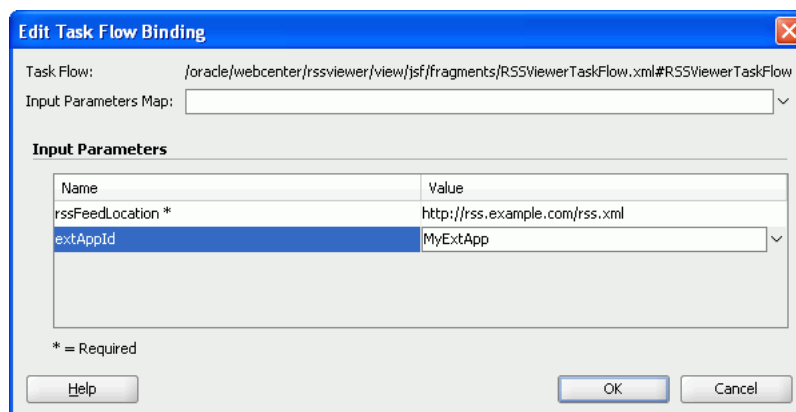 Edit Task Flow Binding
Task Flow: /oracle/webcenter/rssviewer/view/jsf/fragments/RSSViewerTaskFlow.xml#RSSViewerTaskFlow
Input Parameters Map:
Input Parameters
Name Value
rssFeedLocation * http://rss.example.com/rss.xml
extAppId MyExtApp
* = Required
Help OK Cancel